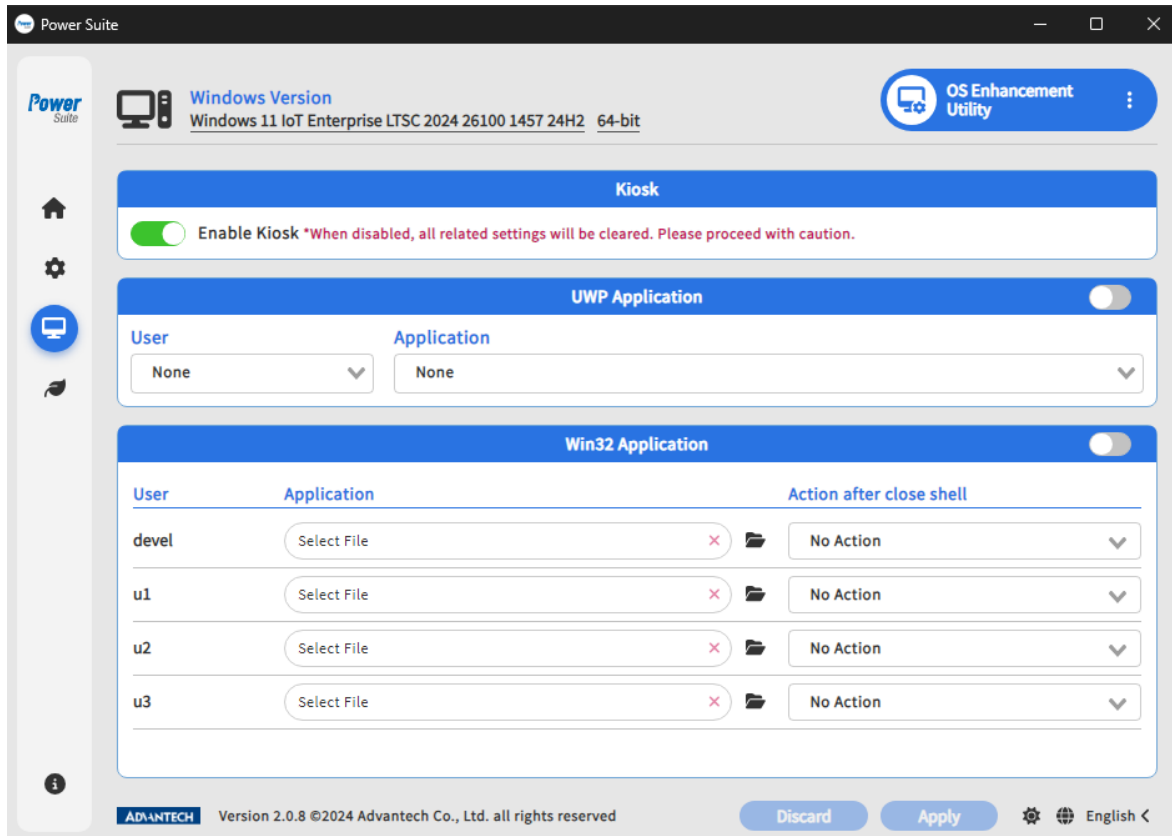 Power Suite
Power
Suite
Windows Version
Windows 11 IoT Enterprise LTSC 2024 26100 1457 24H2 64-bit
OS Enhancement
Utility
Kiosk
Enable Kiosk *When disabled, all related settings will be cleared. Please proceed with caution.
UWP Application
User Application
None None
Win32 Application
User Application Action after close shell
devel Select File No Action
u1 Select File No Action
u2 Select File No Action
u3 Select File No Action
ADVANTECH Version 2.0.8 ©2024 Advantech Co., Ltd. all rights reserved Discard Apply English